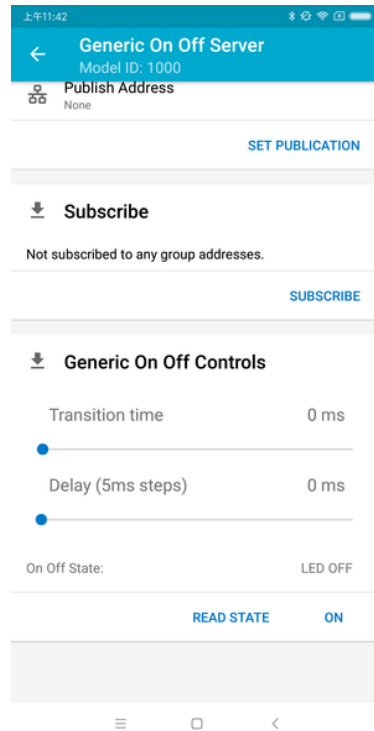 上午11:42
Generic On Off Server
Model ID: 1000
Publish Address
None
SET PUBLICATION
Subscribe
Not subscribed to any group addresses.
SUBSCRIBE
Generic On Off Controls
Transition time 0 ms
Delay (5ms steps) 0 ms
On Off State: LED OFF
READ STATE ON